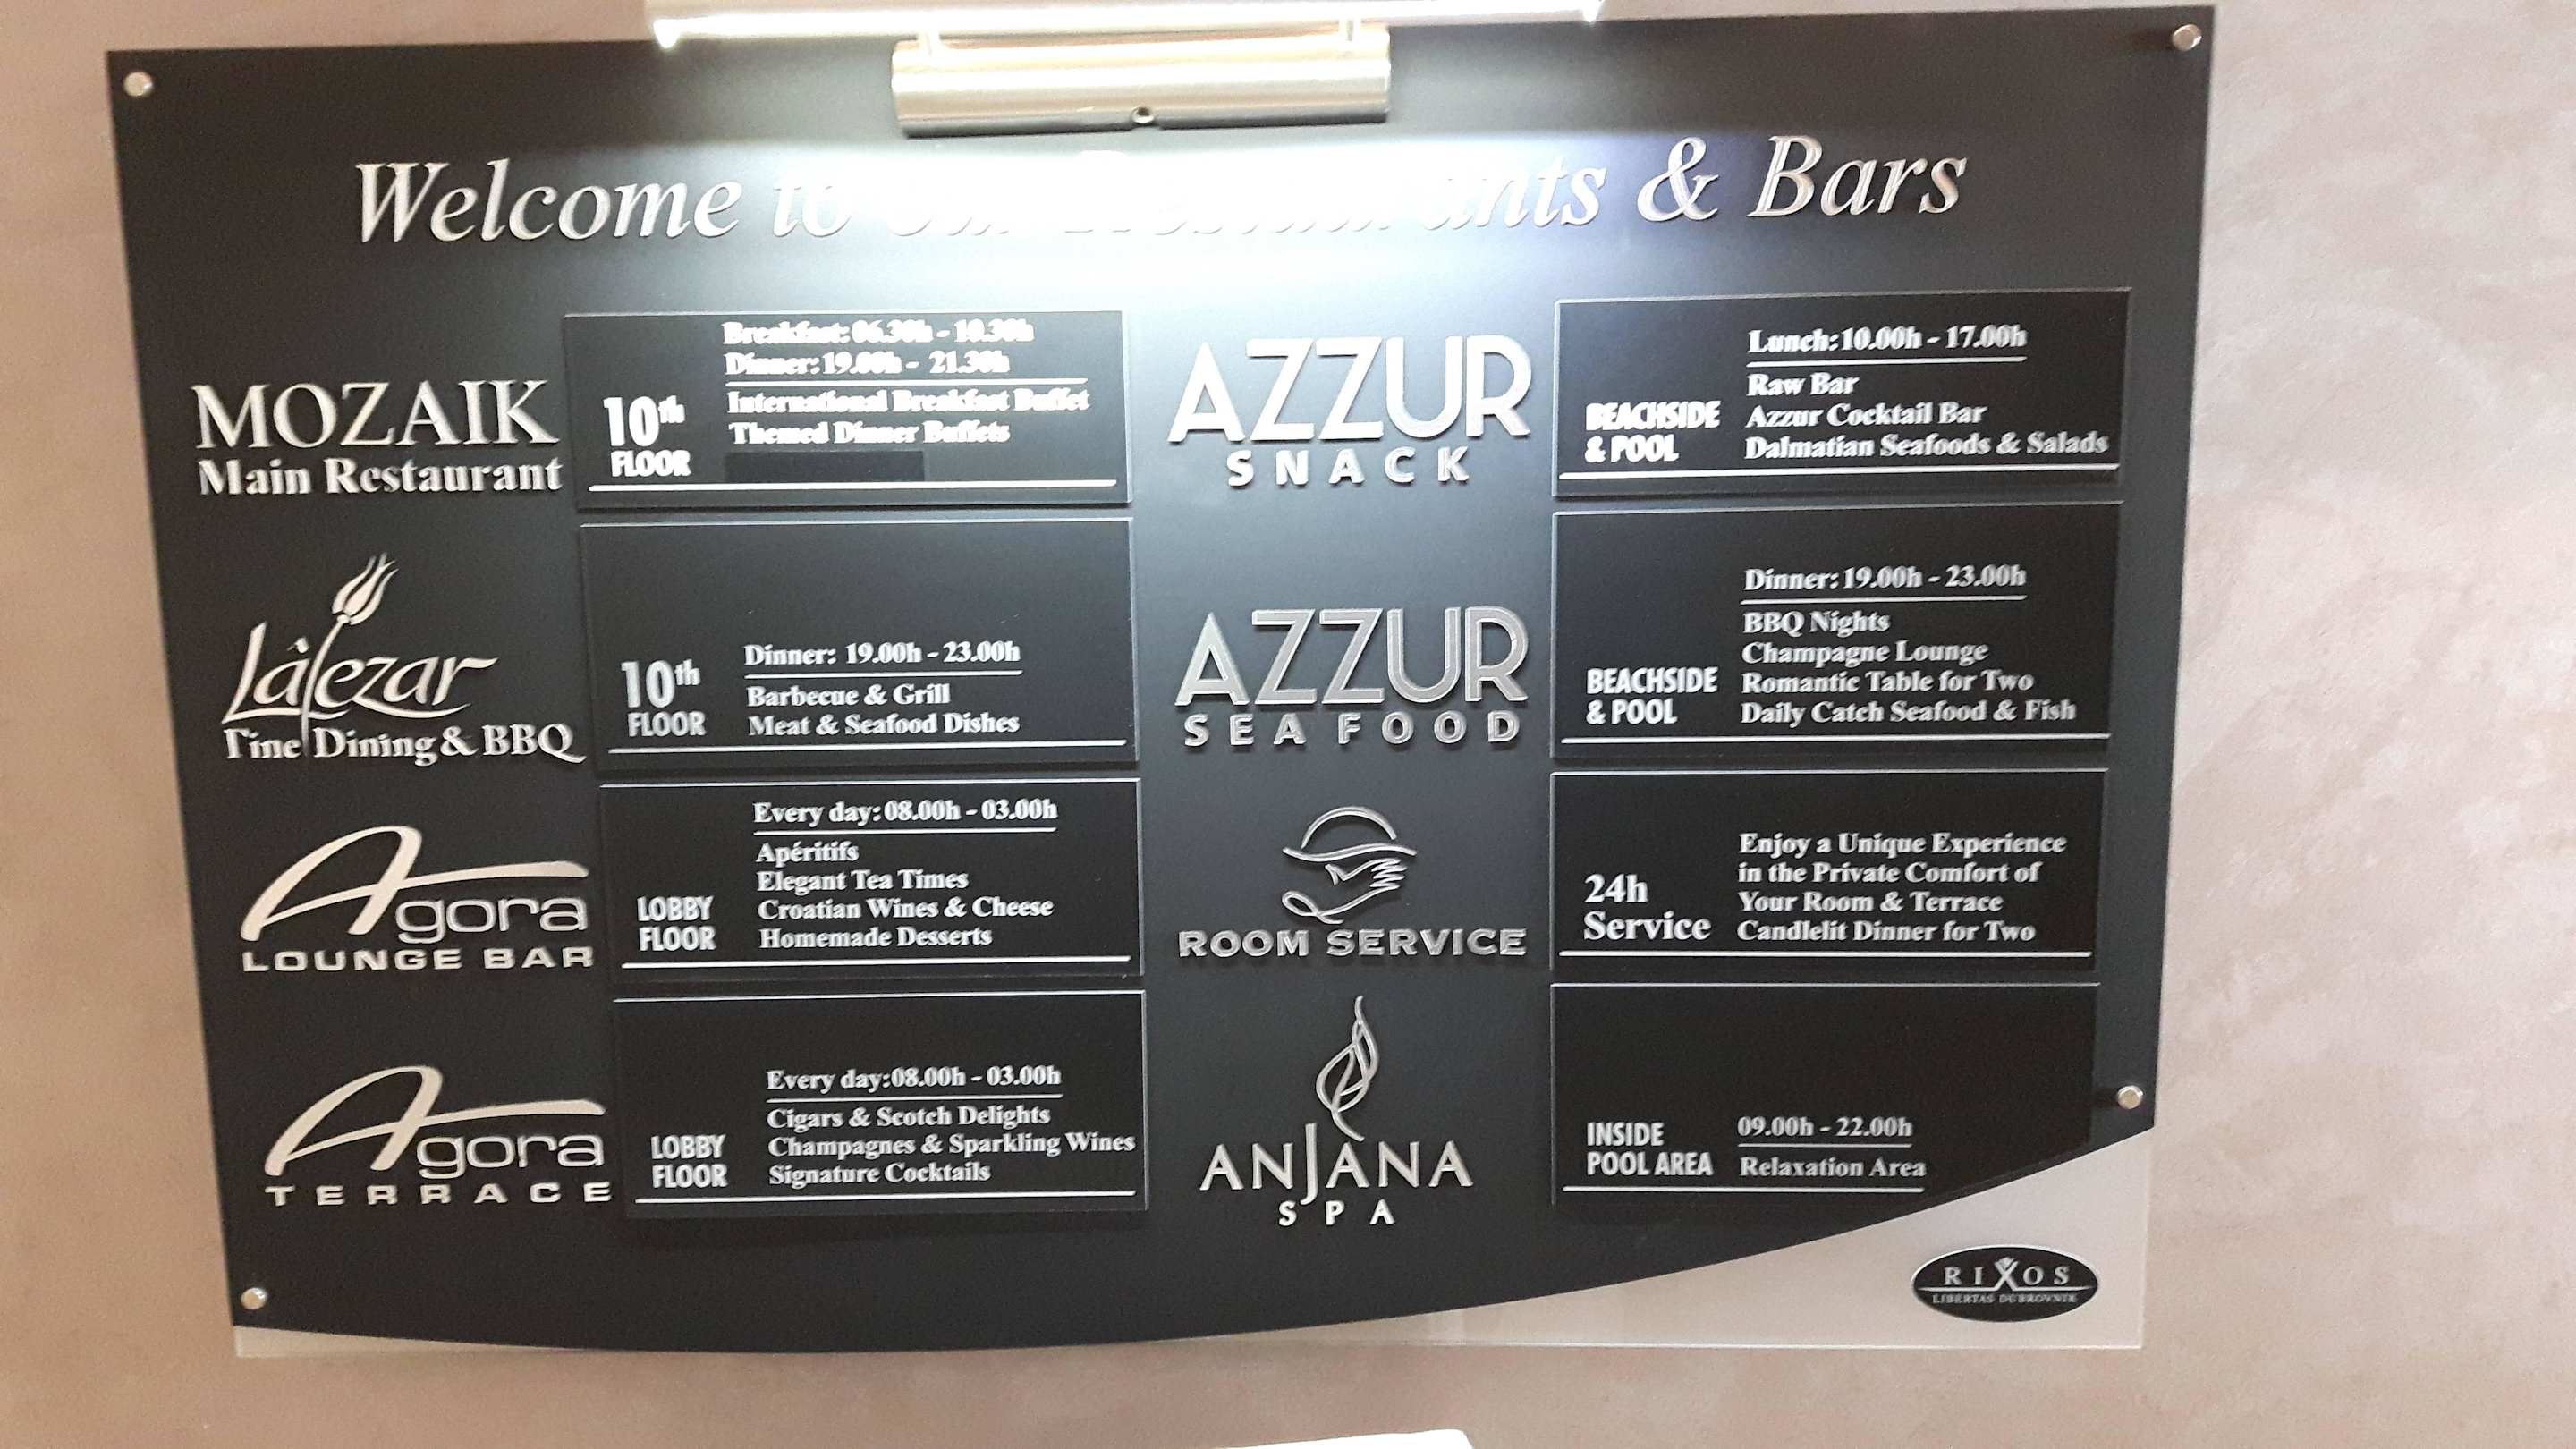 Welcome to our Restaurants & Bars
MOZAIK
Main Restaurant
10th
FLOOR
Breakfast: 06.30h - 10.30h
Dinner: 19.00h - 21.30h
International Breakfast Buffet
Themed Dinner Buffets
Lâlezar
Fine Dining & BBQ
10th
FLOOR
Dinner: 19.00h - 23.00h
Barbecue & Grill
Meat & Seafood Dishes
Agora
LOUNGE BAR
LOBBY
FLOOR
Every day: 08.00h - 03.00h
Apéritifs
Elegant Tea Times
Croatian Wines & Cheese
Homemade Desserts
Agora
TERRACE
LOBBY
FLOOR
Every day: 08.00h - 03.00h
Cigars & Scotch Delights
Champagnes & Sparkling Wines
Signature Cocktails
AZZUR
SNACK
BEACHSIDE
& POOL
Lunch: 10.00h - 17.00h
Raw Bar
Azzur Cocktail Bar
Dalmatian Seafoods & Salads
AZZUR
SEAFOOD
BEACHSIDE
& POOL
Dinner: 19.00h - 23.00h
BBQ Nights
Champagne Lounge
Romantic Table for Two
Daily Catch Seafood & Fish
ROOM SERVICE
24h
Service
Enjoy a Unique Experience
in the Private Comfort of
Your Room & Terrace
Candlelit Dinner for Two
ANJANA
SPA
INSIDE
POOL AREA
09.00h - 22.00h
Relaxation Area
RIXOS
LIBERTAS DUBROVNIK